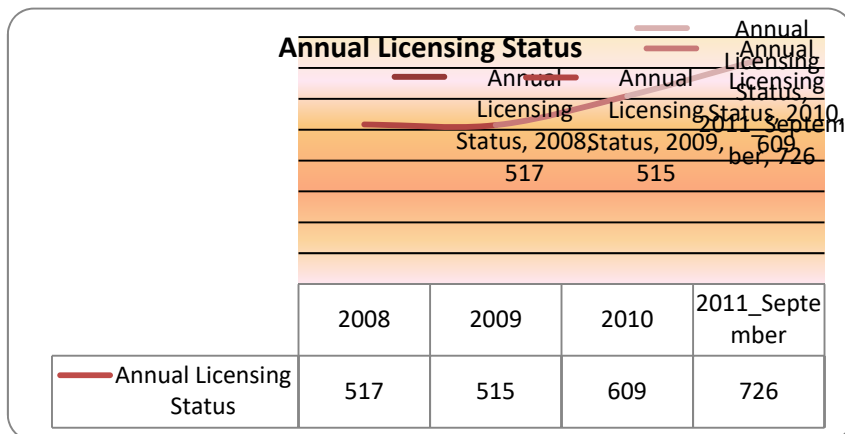 Annual Licensing Status
Annual
Licensing
Status, 2008,
517
Annual
Licensing
Status, 2009,
515
Annual
Licensing
Status, 2010,
609
Annual
Licensing
Status,
2011_Septem
ber, 726
2008
2009
2010
2011_Septe
mber
Annual Licensing
Status
517
515
609
726